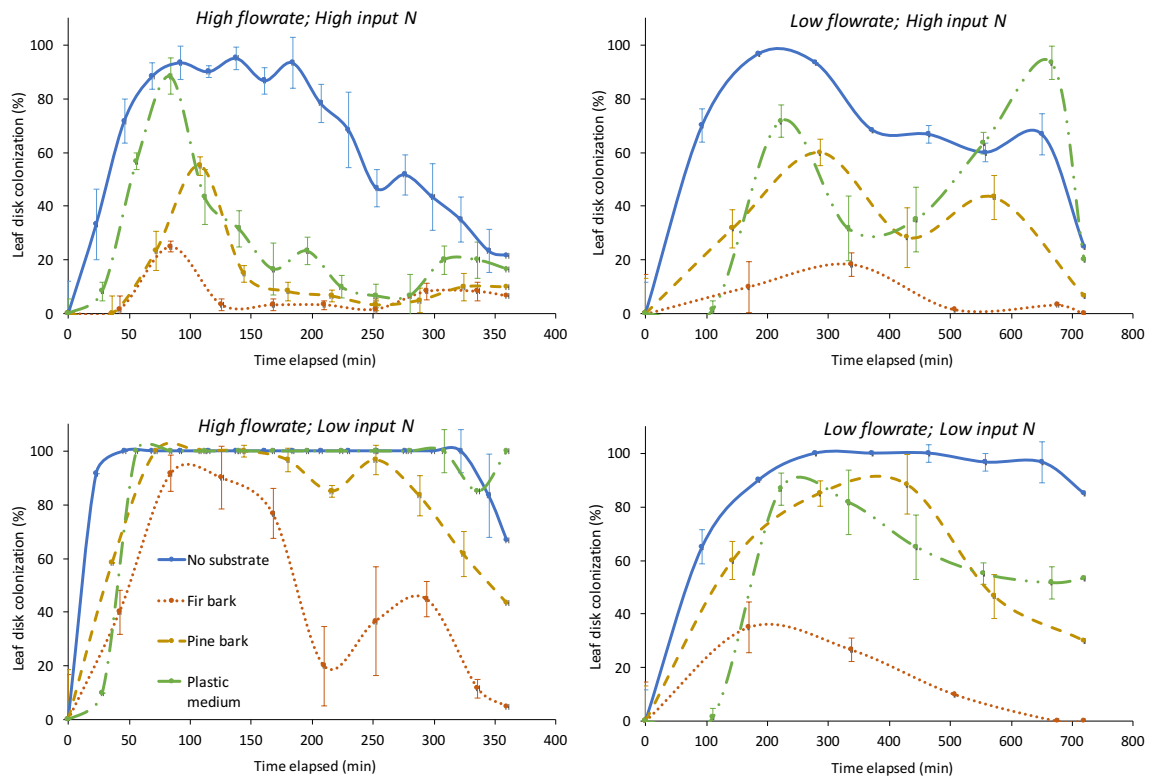 High flowrate; High input N
Leaf disk colonization (%)
100
80
60
40
20
0
0 50 100 150 200 250 300 350 400
Time elapsed (min)
Low flowrate; High input N
Leaf disk colonization (%)
100
80
60
40
20
0
0 100 200 300 400 500 600 700 800
Time elapsed (min)
High flowrate; Low input N
Leaf disk colonization (%)
100
80
60
40
20
0
No substrate
Fir bark
Pine bark
Plastic
medium
0 50 100 150 200 250 300 350 400
Time elapsed (min)
Low flowrate; Low input N
Leaf disk colonization (%)
100
80
60
40
20
0
0 100 200 300 400 500 600 700 800
Time elapsed (min)